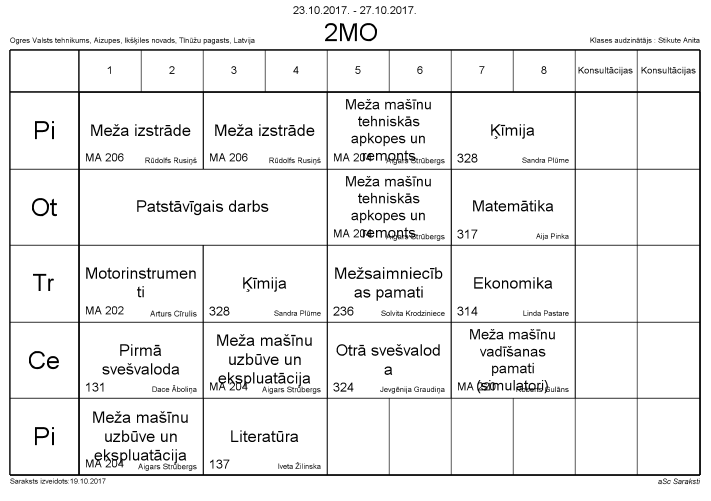 23.10.2017. - 27.10.2017.
Ogres Valsts tehnikums, Aizupes, Ikšķiles novads, Tīnūžu pagasts, Latvija
2MO
Klases audzinātājs : Stikute Anita
1 2 3 4 5 6 7 8 Konsultācijas Konsultācijas
Pi
Meža izstrāde
MA 206 Rūdolfs Rusiņš
Meža izstrāde
MA 206 Rūdolfs Rusiņš
Meža mašīnu
tehniskās
apkopes un
remonts
MA 204 Aigars Strūbergs
Ķīmija
328 Sandra Plūme
Ot
Patstāvīgais darbs
Meža mašīnu
tehniskās
apkopes un
remonts
MA 204 Aigars Strūbergs
Matemātika
317 Aija Pinka
Tr
Motorinstrumen
ti
MA 202 Arturs Cīrulis
Ķīmija
328 Sandra Plūme
Mežsaimniecīb
as pamati
236 Solvita Krodziniece
Ekonomika
314 Linda Pastare
Ce
Pirmā
svešvaloda
131 Dace Āboliņa
Meža mašīnu
uzbūve un
ekspluatācija
MA 204 Aigars Strūbergs
Otrā svešvalod
a
324 Jevgēnija Graudiņa
Meža mašīnu
vadīšanas
pamati
(simulatori)
MA Gulāns
Pi
Meža mašīnu
uzbūve un
ekspluatācija
MA 204 Aigars Strūbergs
Literatūra
137 Iveta Žilinska
Saraksts izveidots:19.10.2017
aSc Saraksti